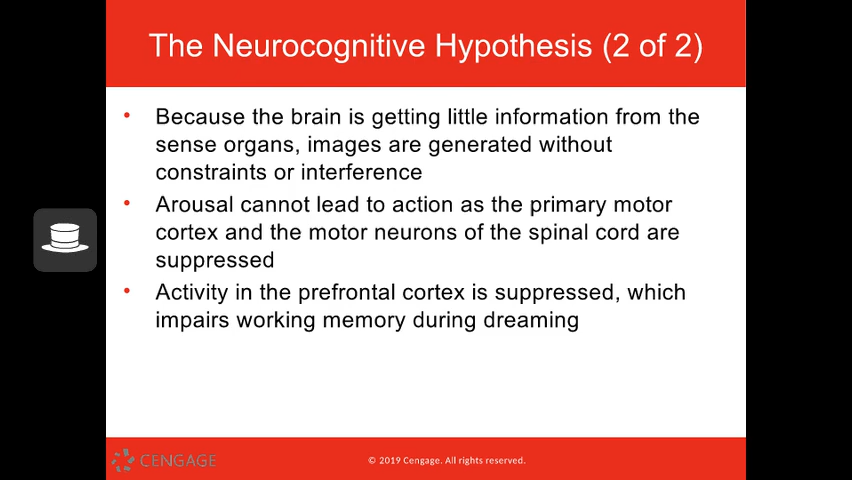 The Neurocognitive Hypothesis (2 of 2)
• Because the brain is getting little information from the
sense organs, images are generated without
constraints or interference
• Arousal cannot lead to action as the primary motor
cortex and the motor neurons of the spinal cord are
suppressed
• Activity in the prefrontal cortex is suppressed, which
impairs working memory during dreaming
CENGAGE
© 2019 Cengage. All rights reserved.